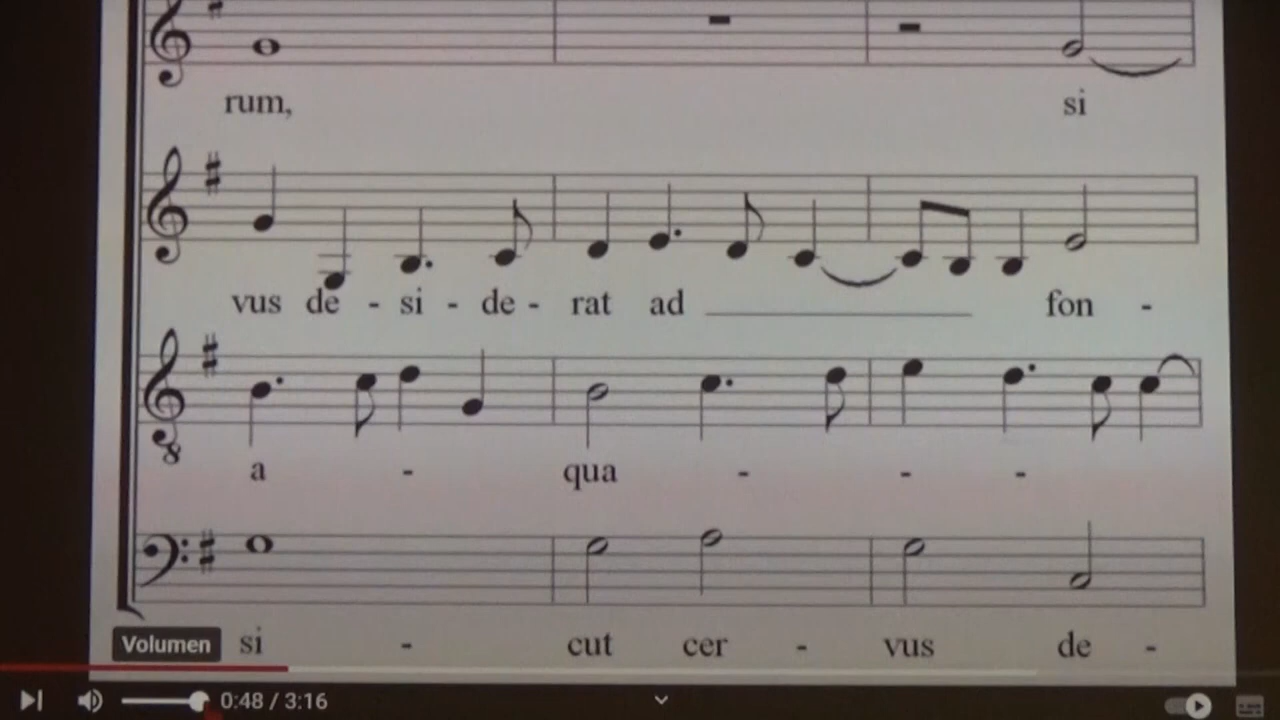 rum, si
vus de - si - de - rat ad fon -
8
a - qua - - -
si - cut cer - vus de -
Volumen
0:48 / 3:16